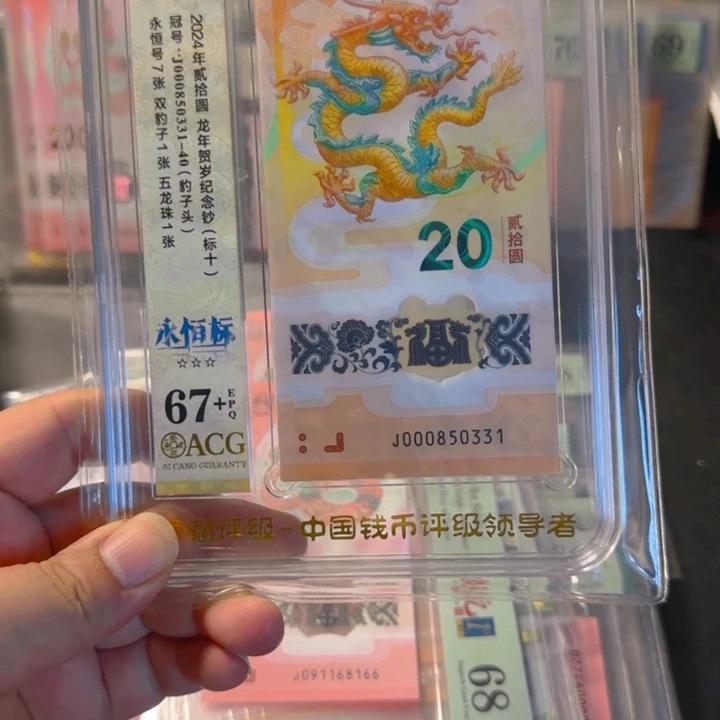 2024年贰拾圆 龙年贺岁纪念钞(标十)
冠号:J000850331-40(豹子头)
永恒号7张 双豹子1张 五龙珠1张
永恒标
☆☆☆
67+
EPQ
ACG
AI CANG GUARANTY
20
贰拾圆
J000850331
藏评级-中国钱币评级领导者
J091168166
68
70
69